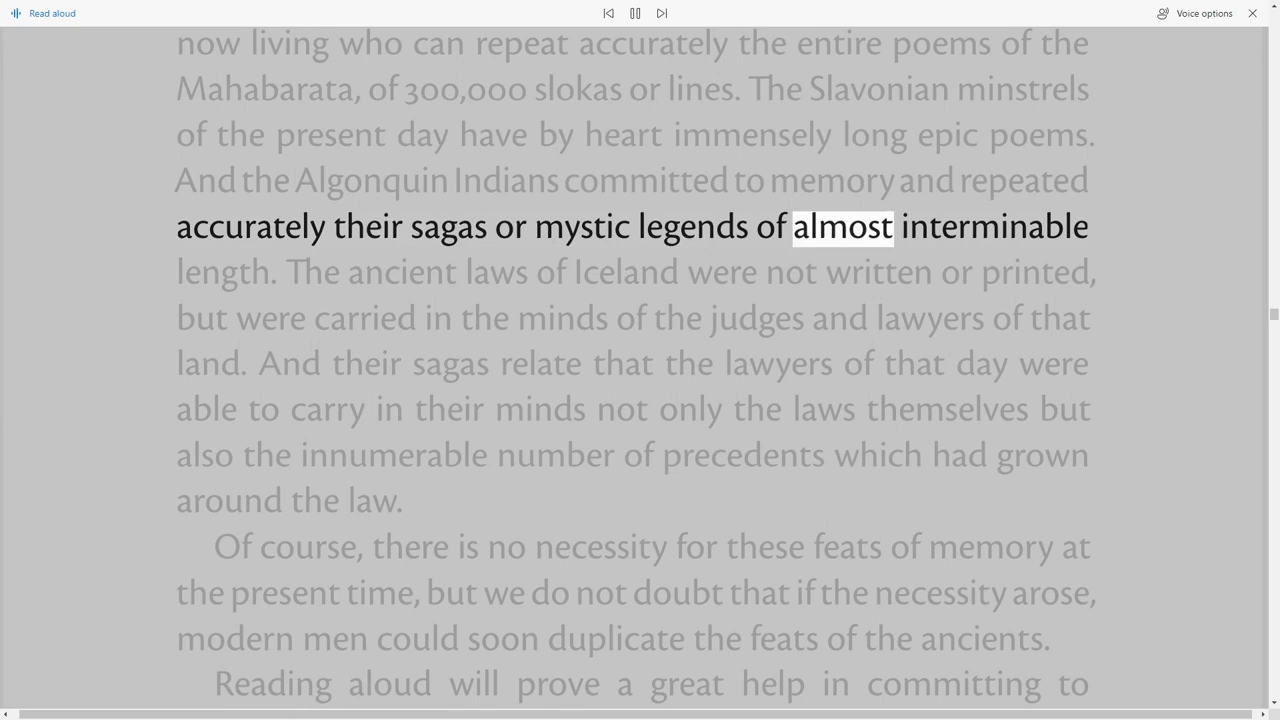 Read aloud
Voice options
now living who can repeat accurately the entire poems of the
Mahabarata, of 300,000 slokas or lines. The Slavonian minstrels
of the present day have by heart immensely long epic poems.
And the Algonquin Indians committed to memory and repeated
accurately their sagas or mystic legends of almost interminable
length. The ancient laws of Iceland were not written or printed,
but were carried in the minds of the judges and lawyers of that
land. And their sagas relate that the lawyers of that day were
able to carry in their minds not only the laws themselves but
also the innumerable number of precedents which had grown
around the law.
Of course, there is no necessity for these feats of memory at
the present time, but we do not doubt that if the necessity arose,
modern men could soon duplicate the feats of the ancients.
Reading aloud will prove a great help in committing to